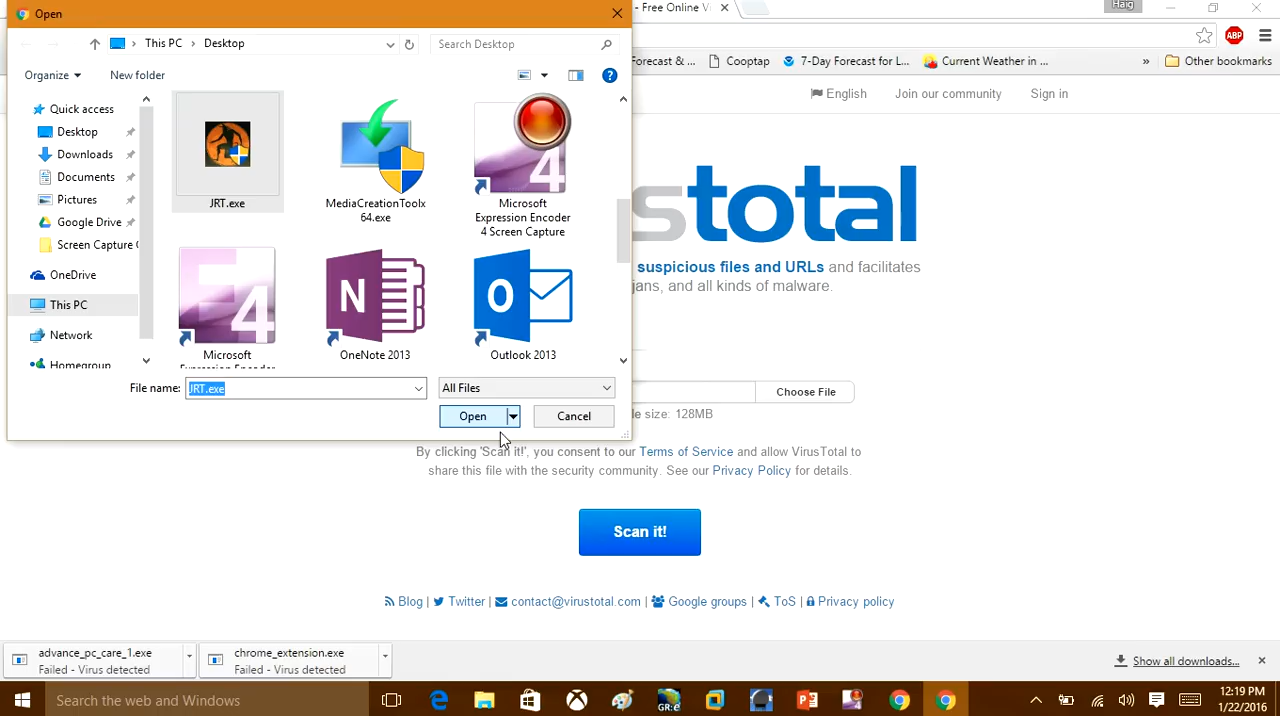 Open
- Free Online Vi
Haig
This PC
Desktop
Search Desktop
ABP
Organize
New folder
Forecast & ...
Cooptap
7-Day Forecast for L...
Current Weather in ...
»
Other bookmarks
English
Join our community
Sign in
Quick access
Desktop
Downloads
Documents
Pictures
Google Drive
Screen Capture
OneDrive
This PC
Network
Homegroup
JRT.exe
MediaCreationToolx
64.exe
Microsoft
Expression Encoder
4 Screen Capture
Microsoft
Expression Encoder
OneNote 2013
Outlook 2013
stotal
suspicious files and URLs and facilitates
jans, and all kinds of malware.
File name:
JRT.exe
All Files
Open
Cancel
Choose File
le size: 128MB
By clicking 'Scan it!', you consent to our Terms of Service and allow VirusTotal to
share this file with the security community. See our Privacy Policy for details.
Scan it!
Blog | Twitter | contact@virustotal.com | Google groups | ToS | Privacy policy
advance_pc_care_1.exe
Failed - Virus detected
chrome_extension.exe
Failed - Virus detected
Show all downloads...
Search the web and Windows
GR:e
12:19 PM
1/22/2016